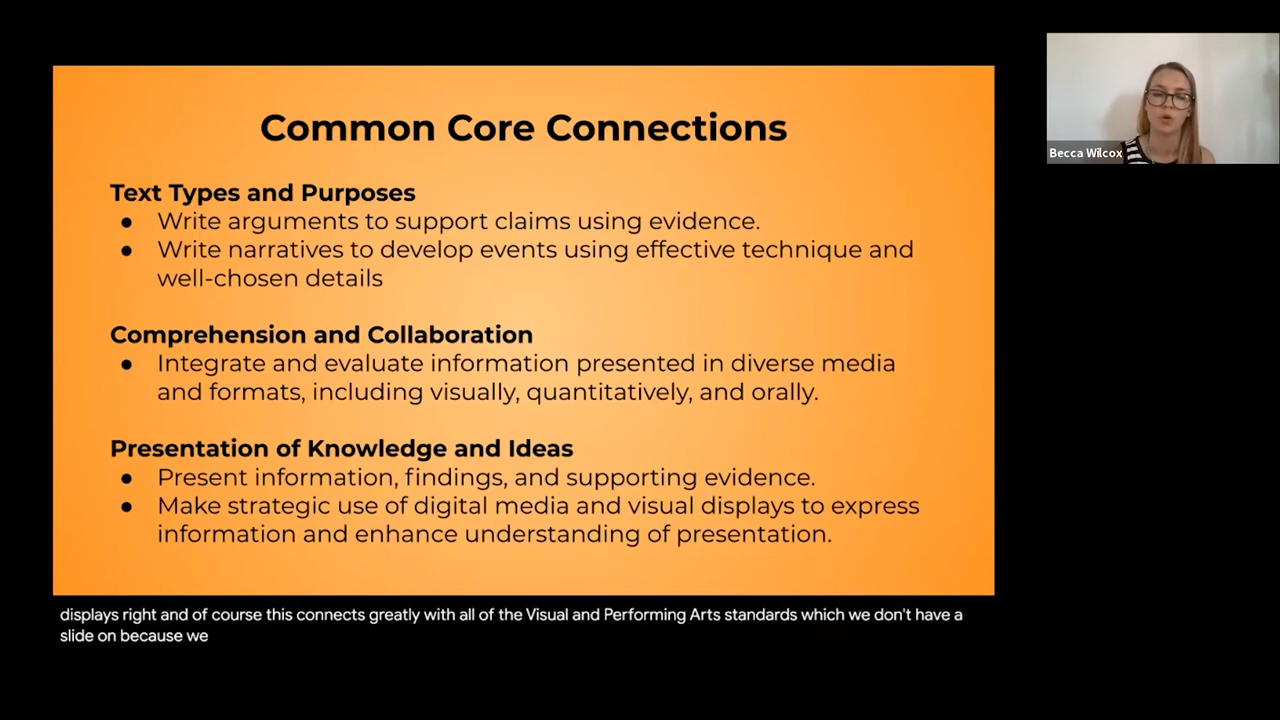 Common Core Connections
Text Types and Purposes
● Write arguments to support claims using evidence.
● Write narratives to develop events using effective technique and
well-chosen details
Comprehension and Collaboration
● Integrate and evaluate information presented in diverse media
and formats, including visually, quantitatively, and orally.
Presentation of Knowledge and Ideas
● Present information, findings, and supporting evidence.
● Make strategic use of digital media and visual displays to express
information and enhance understanding of presentation.
Becca Wilcox
displays right and of course this connects greatly with all of the Visual and Performing Arts standards which we don't have a
slide on because we